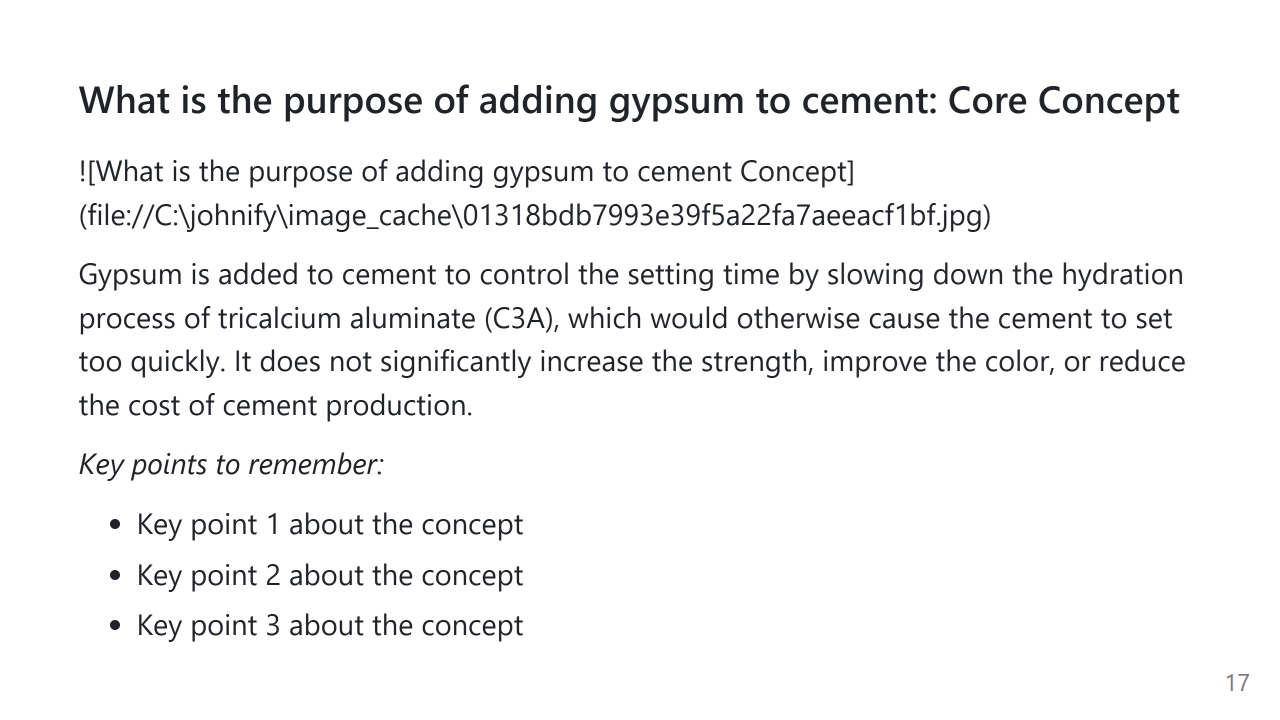 What is the purpose of adding gypsum to cement: Core Concept
![What is the purpose of adding gypsum to cement Concept]
(file://C:\johnify\image_cache\01318bdb7993e39f5a22fa7aeeacf1bf.jpg)
Gypsum is added to cement to control the setting time by slowing down the hydration
process of tricalcium aluminate (C3A), which would otherwise cause the cement to set
too quickly. It does not significantly increase the strength, improve the color, or reduce
the cost of cement production.
Key points to remember:
• Key point 1 about the concept
• Key point 2 about the concept
• Key point 3 about the concept
17